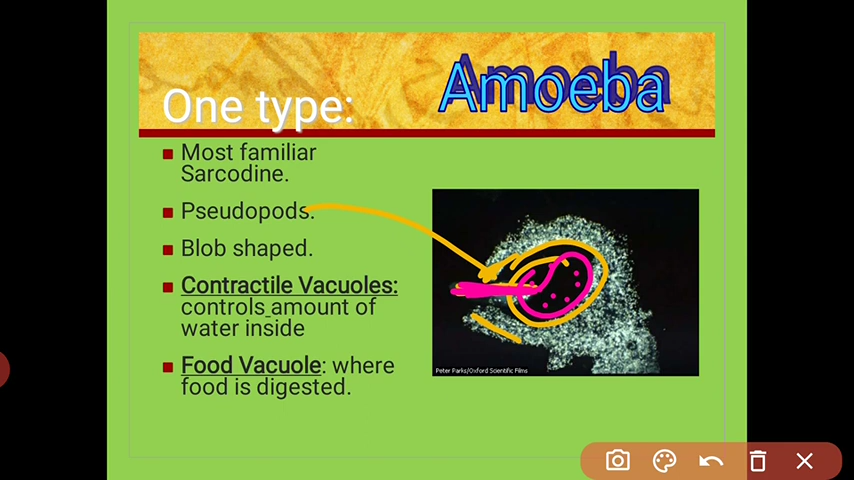 One type:
Amoeba
Most familiar
Sarcodine.
Pseudopods.
Blob shaped.
Contractile Vacuoles:
controls amount of
water inside
Food Vacuole: where
food is digested.
Peter Parks/Oxford Scientific Films